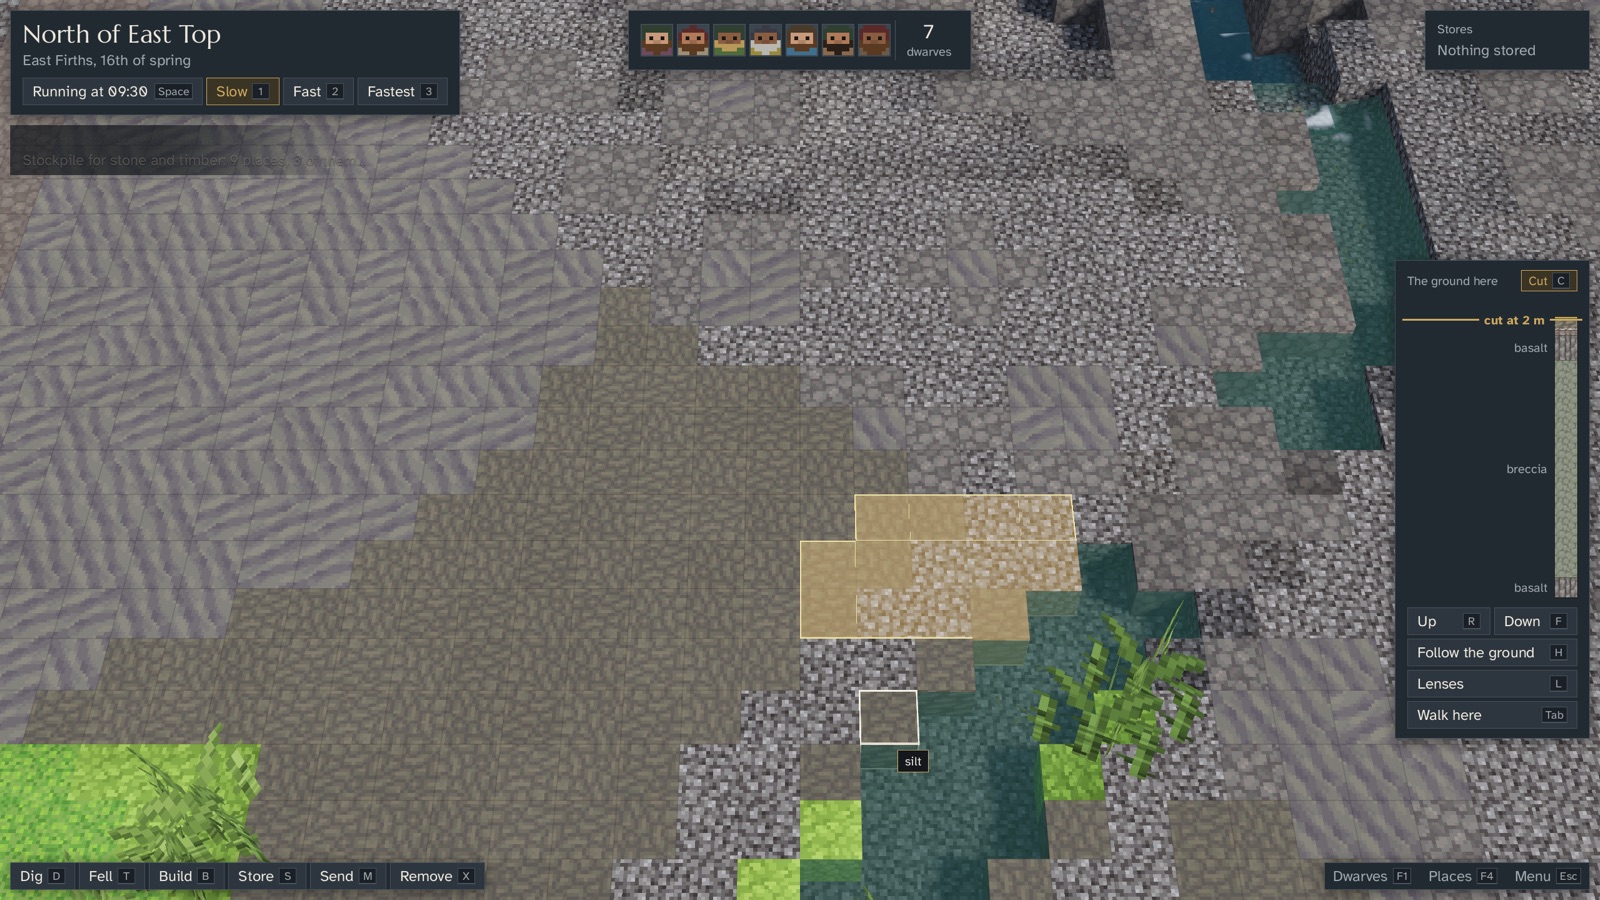 North of East Top
East Firths, 16th of spring
Running at 09:30 Space
Slow 1
Fast 2
Fastest 3
Stockpile for stone and timber: 9 places,
7
dwarves
Stores
Nothing stored
The ground here
Cut C
cut at 2 m
basalt
breccia
basalt
Up R
Down F
Follow the ground H
Lenses L
Walk here Tab
silt
Dig D
Fell T
Build B
Store S
Send M
Remove X
Dwarves F1
Places F4
Menu Esc